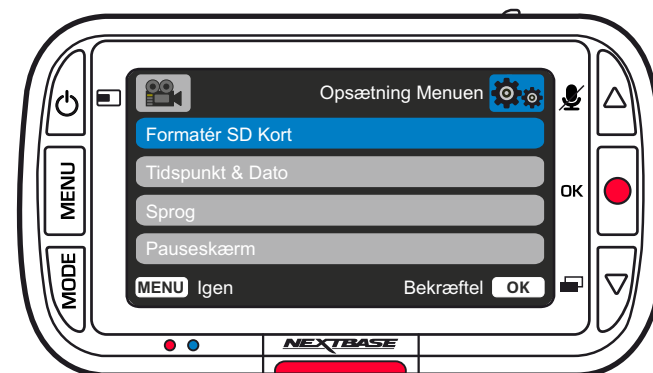 Opsætning Menuen
Formatér SD Kort
Tidspunkt & Dato
Sprog
Pauseskærm
MENU Igen
Bekræftel OK
MENU
MODE
OK
NEXTBASE